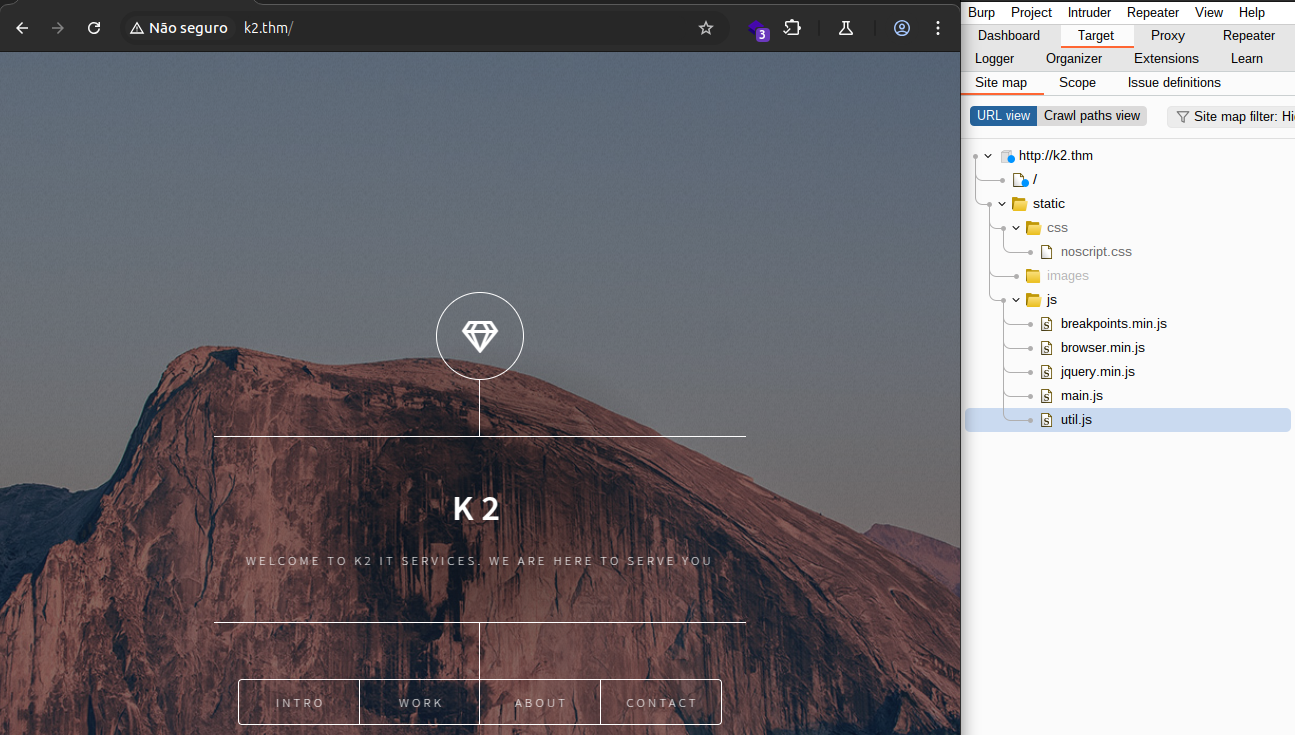 Não seguro k2.thm/
3
Burp Project Intruder Repeater View Help
Dashboard Target Proxy Repeater
Logger Organizer Extensions Learn
Site map Scope Issue definitions
URL view Crawl paths view Site map filter: Hi
http://k2.thm
/
static
css
noscript.css
images
js
breakpoints.min.js
browser.min.js
jquery.min.js
main.js
util.js
K2
WELCOME TO K2 IT SERVICES. WE ARE HERE TO SERVE YOU
INTRO WORK ABOUT CONTACT